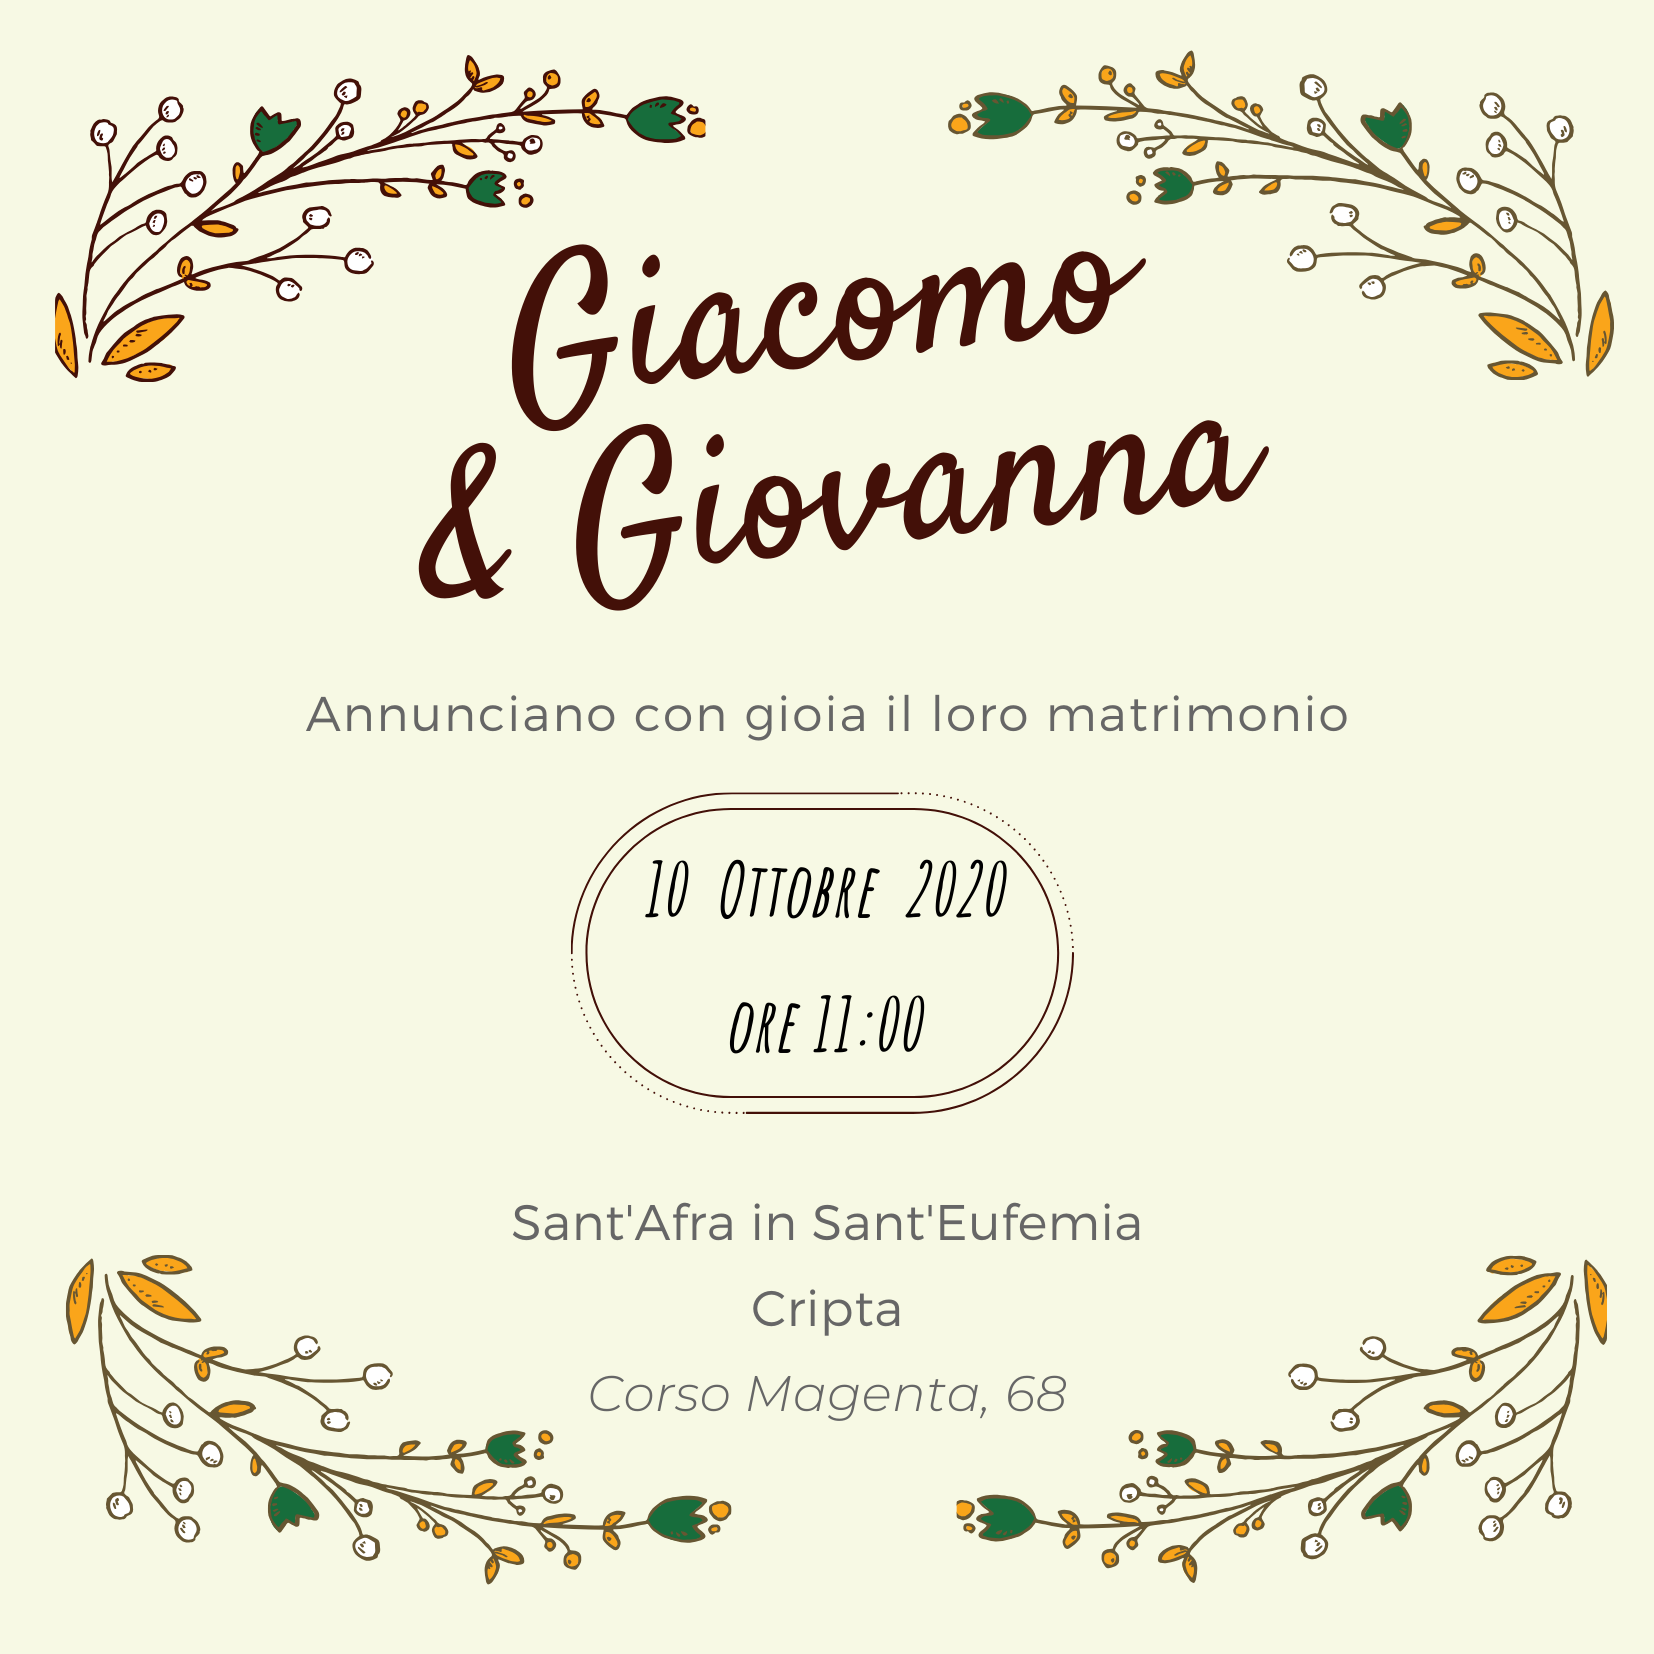 Giacomo
& Giovanna
Annunciano con gioia il loro matrimonio
10 Ottobre 2020
ore 11:00
Sant'Afra in Sant'Eufemia
Cripta
Corso Magenta, 68